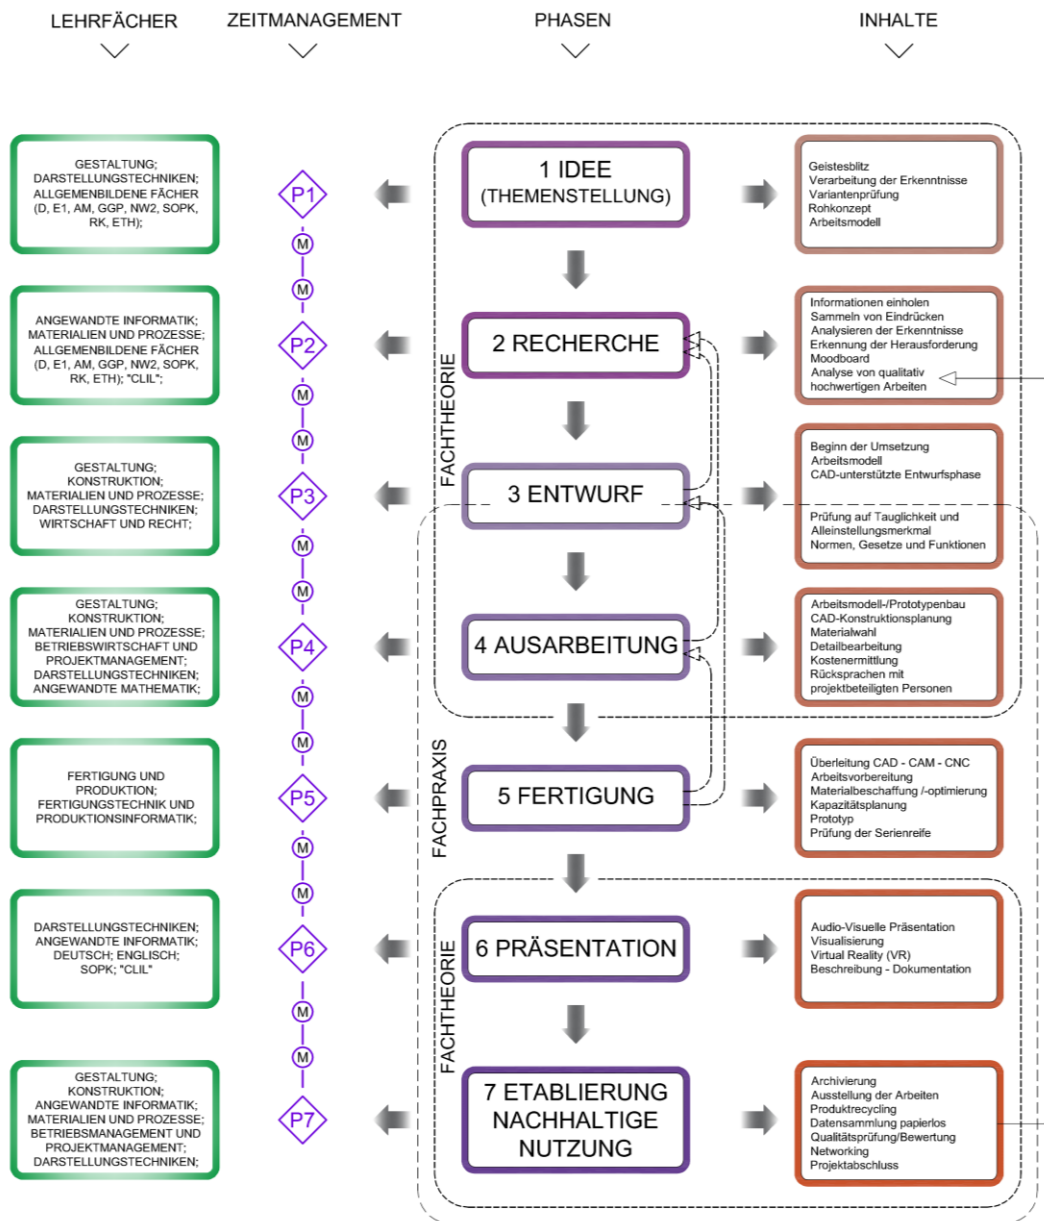 LEHRFÄCHER
ZEITMANAGEMENT
PHASEN
INHALTE
GESTALTUNG;
DARSTELLUNGSTECHNIKEN;
ALLGEMENBILDENE FÄCHER
(D, E1, AM, GGP, NW2, SOPK,
RK, ETH);
P1
1 IDEE
(THEMENSTELLUNG)
Geistesblitz
Verarbeitung der Erkenntnisse
Variantenprüfung
Rohkonzept
Arbeitsmodell
M
M
ANGEWANDTE INFORMATIK;
MATERIALIEN UND PROZESSE;
ALLGEMENBILDENE FÄCHER
(D, E1, AM, GGP, NW2, SOPK,
RK, ETH); "CLIL";
P2
2 RECHERCHE
Informationen einholen
Sammeln von Eindrücken
Analysieren der Erkenntnisse
Erkennung der Herausforderung
Moodboard
Analyse von qualitativ
hochwertigen Arbeiten
FACHTHEORIE
M
M
GESTALTUNG;
KONSTRUKTION;
MATERIALIEN UND PROZESSE;
DARSTELLUNGSTECHNIKEN;
WIRTSCHAFT UND RECHT;
P3
3 ENTWURF
Beginn der Umsetzung
Arbeitsmodell
CAD-unterstützte Entwurfsphase
Prüfung auf Tauglichkeit und
Alleinstellungsmerkmal
Normen, Gesetze und Funktionen
M
M
GESTALTUNG;
KONSTRUKTION;
MATERIALIEN UND PROZESSE;
BETRIEBSWIRTSCHAFT UND
PROJEKTMANAGEMENT;
DARSTELLUNGSTECHNIKEN;
ANGEWANDTE MATHEMATIK;
P4
4 AUSARBEITUNG
Arbeitsmodell-/Prototypenbau
CAD-Konstruktionsplanung
Materialwahl
Detailbearbeitung
Kostenermittlung
Rücksprachen mit
projektbeteiligten Personen
M
M
FERTIGUNG UND
PRODUKTION;
FERTIGUNGSTECHNIK UND
PRODUKTIONSINFORMATIK;
P5
FACHPRAXIS
5 FERTIGUNG
Überleitung CAD - CAM - CNC
Arbeitsvorbereitung
Materialbeschaffung /-optimierung
Kapazitätsplanung
Prototyp
Prüfung der Serienreife
M
M
DARSTELLUNGSTECHNIKEN;
ANGEWANDTE INFORMATIK;
DEUTSCH; ENGLISCH;
SOPK; "CLIL"
P6
6 PRÄSENTATION
Audio-Visuelle Präsentation
Visualisierung
Virtual Reality (VR)
Beschreibung - Dokumentation
FACHTHEORIE
M
M
GESTALTUNG;
KONSTRUKTION;
ANGEWANDTE INFORMATIK;
MATERIALIEN UND PROZESSE;
BETRIEBSMANAGEMENT UND
PROJEKTMANAGEMENT;
DARSTELLUNGSTECHNIKEN;
P7
7 ETABLIERUNG
NACHHALTIGE
NUTZUNG
Archivierung
Ausstellung der Arbeiten
Produktrecycling
Datensammlung papierlos
Qualitätsprüfung/Bewertung
Networking
Projektabschluss